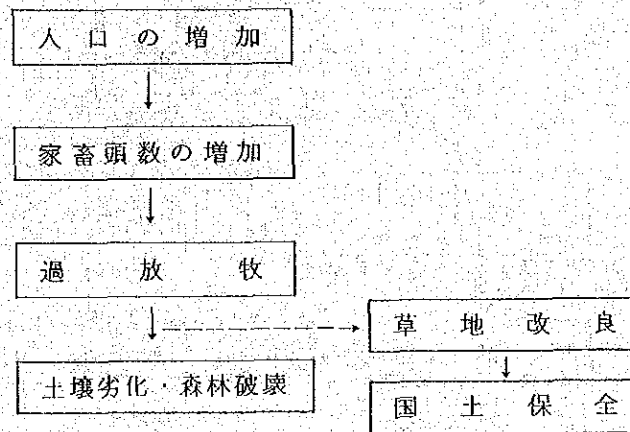 人口の増加
家畜頭数の増加
過放牧
草地改良
土壌劣化・森林破壊
国土保全